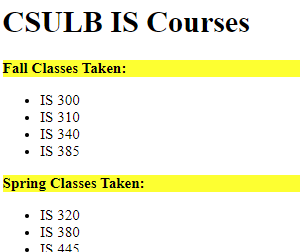 CSULB IS Courses
Fall Classes Taken:
IS 300
IS 310
IS 340
IS 385
Spring Classes Taken:
IS 320
IS 380
IS 445